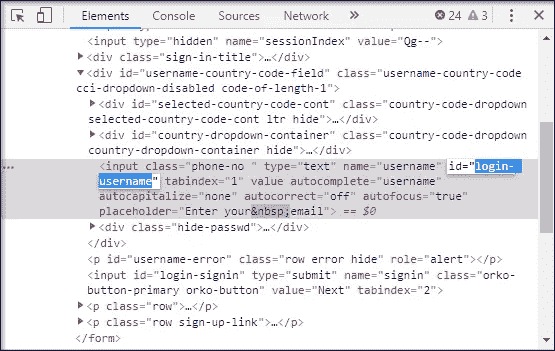 Elements Console Sources Network » 24 3
<input type="hidden" name="sessionIndex" value="Qg--">
<div class="sign-in-title">…</div>
<div id="username-country-code-field" class="username-country-code
cci-dropdown-disabled code-of-length-1">
<div id="selected-country-code-cont" class="country-code-dropdown
selected-country-code-cont ltr hide">…</div>
<div id="country-dropdown-container" class="country-code-dropdown
country-dropdown-container hide">…</div>
<input class="phone-no " type="text" name="username" id="login-
username" tabindex="1" value autocomplete="username"
autocapitalize="none" autocorrect="off" autofocus="true"
placeholder="Enter your&nbsp;email"> == $0
<div class="hide-passwd">…</div>
</div>
<p id="username-error" class="row error hide" role="alert"></p>
<input id="login-signin" type="submit" name="signin" class="orko-
button-primary orko-button" value="Next" tabindex="2">
<p class="row">…</p>
<p class="row sign-up-link">…</p>
</form>